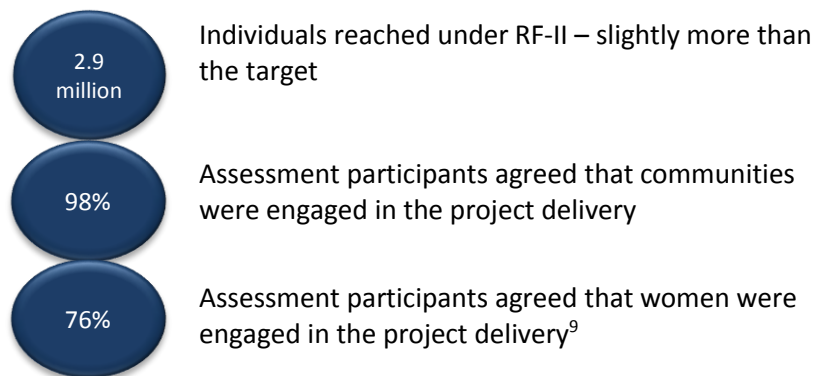 2.9
million
Individuals reached under RF-II – slightly more than
the target
98%
Assessment participants agreed that communities
were engaged in the project delivery
76%
Assessment participants agreed that women were
engaged in the project delivery⁹